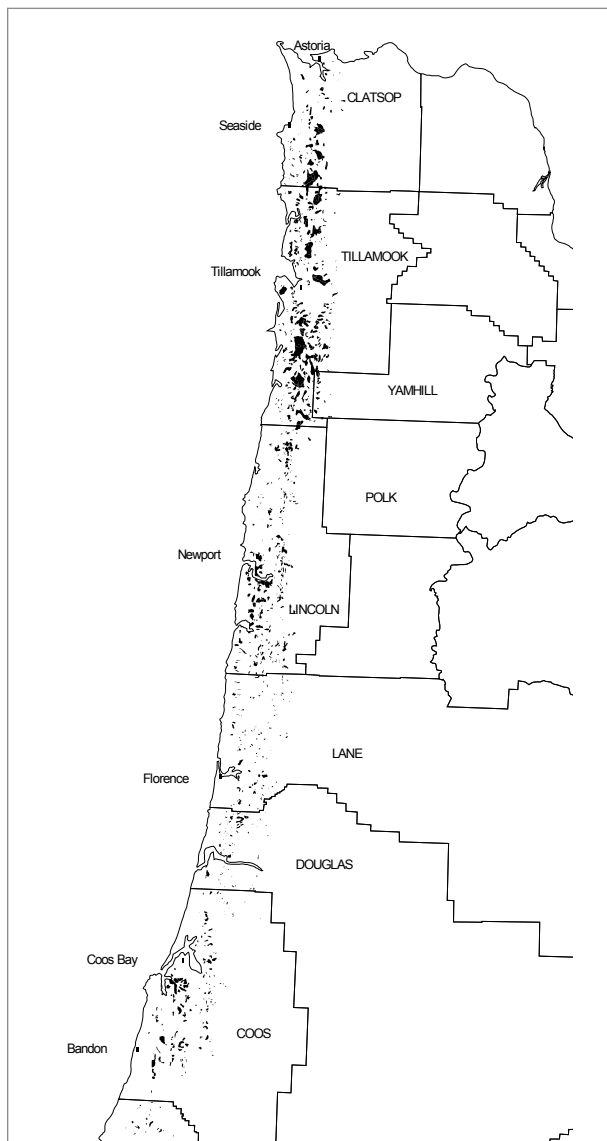 Astoria
CLATSOP
Seaside
TILLAMOOK
Tillamook
YAMHILL
POLK
Newport
LINCOLN
LANE
Florence
DOUGLAS
Coos Bay
COOS
Bandon